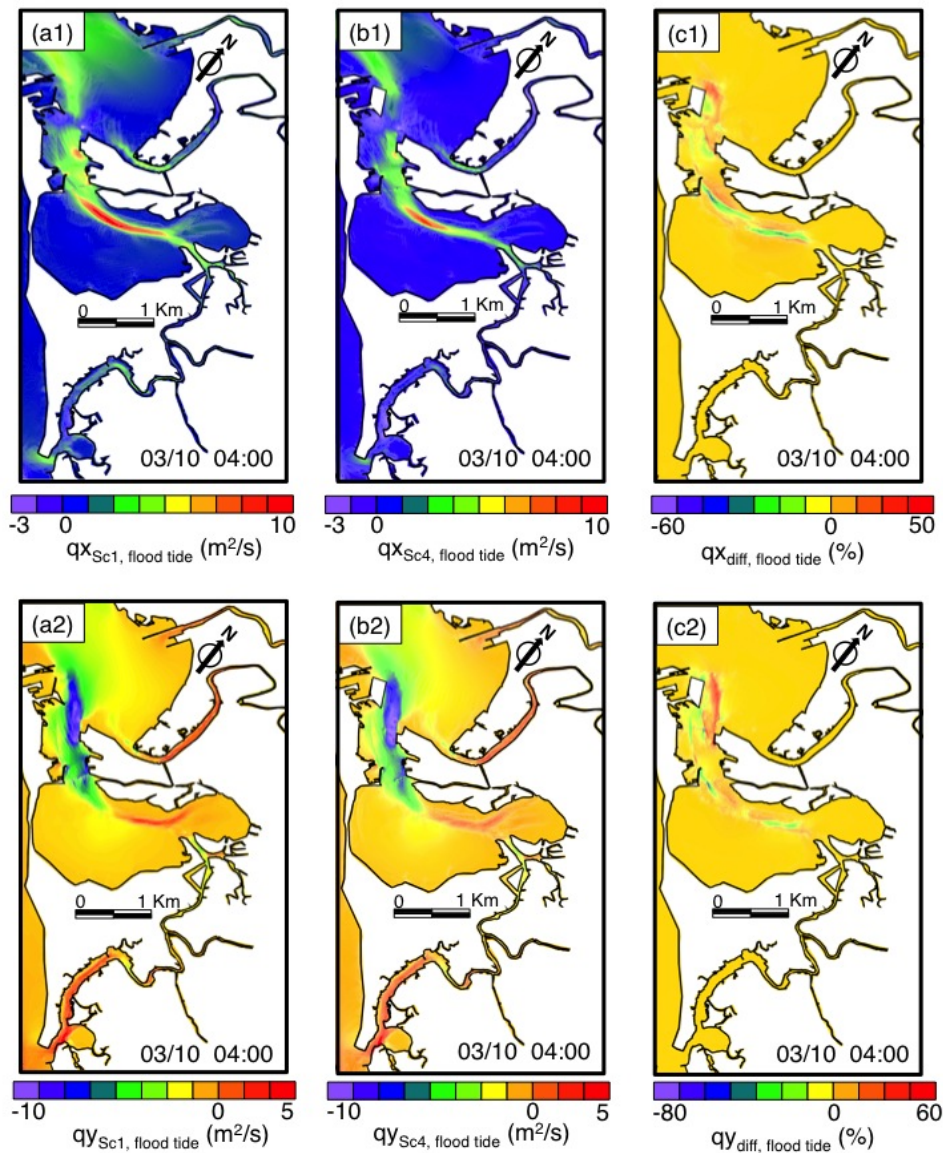 (a1) (b1) (c1)
N N N
0 1 Km 0 1 Km 0 1 Km
03/10 04:00 03/10 04:00 03/10 04:00
-3 0 10 -3 0 10 -60 0 50
qxSc1, flood tide (m²/s) qxSc4, flood tide (m²/s) qxdiff, flood tide (%)
(a2) (b2) (c2)
N N N
0 1 Km 0 1 Km 0 1 Km
03/10 04:00 03/10 04:00 03/10 04:00
-10 0 5 -10 0 5 -80 0 60
qySc1, flood tide (m²/s) qySc4, flood tide (m²/s) qydiff, flood tide (%)